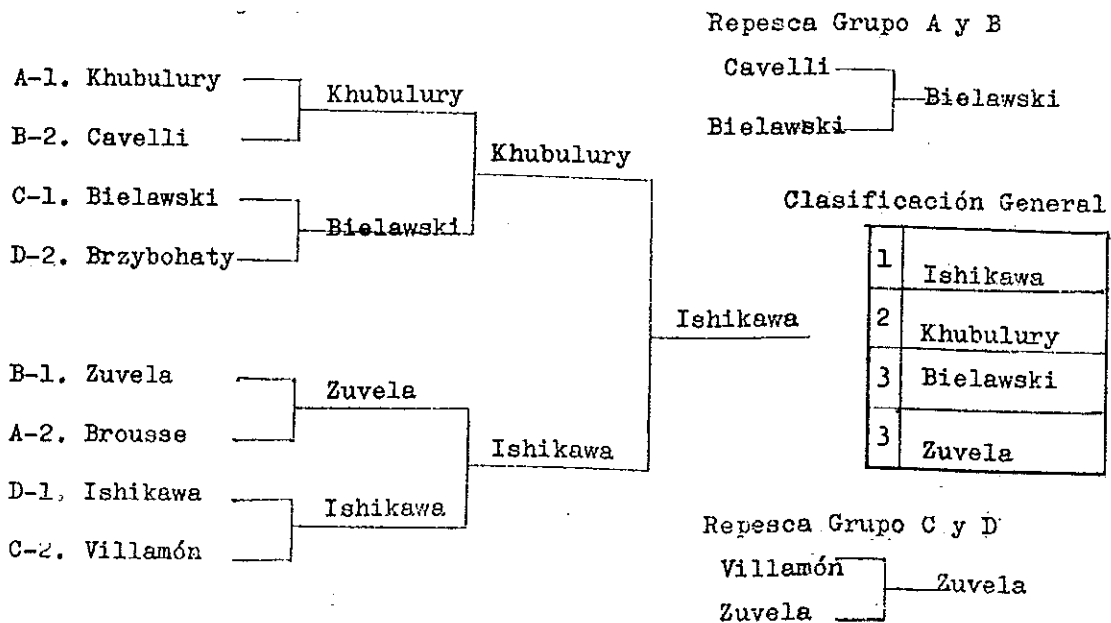 Repesca Grupo A y B
Cavelli
Bielawski
Bielawski
A-1. Khubulury
B-2. Cavelli
Khubulury
C-1. Bielawski
D-2. Brzybohaty
Bielawski
Khubulury
B-1. Zuvela
A-2. Brousse
Zuvela
D-1, Ishikawa
C-2. Villamón
Ishikawa
Ishikawa
Ishikawa
Clasificación General
1 Ishikawa
2 Khubulury
3 Bielawski
3 Zuvela
Repesca Grupo C y D
Villamón
Zuvela
Zuvela